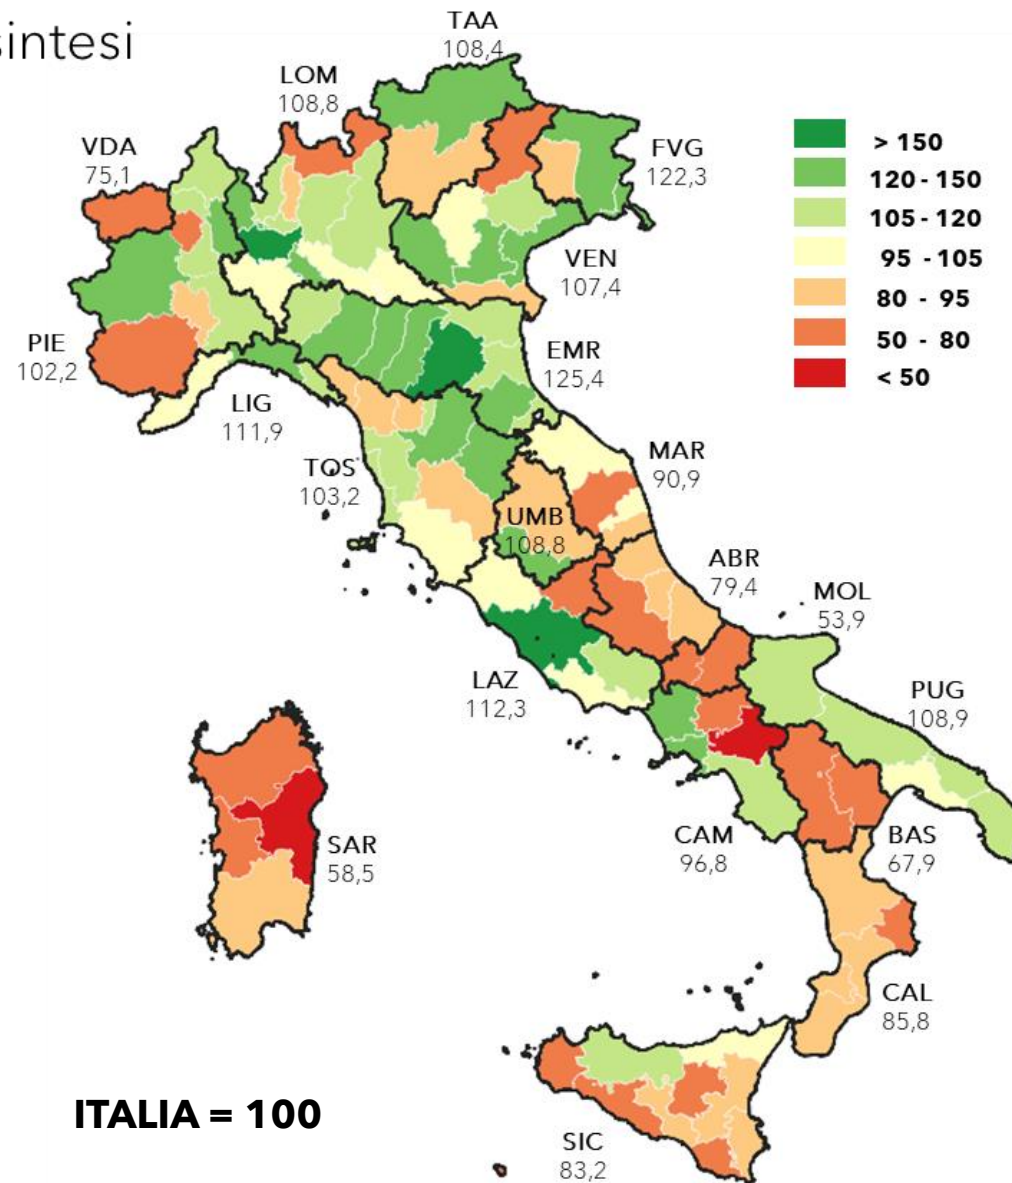 sintesi
TAA
108,4
LOM
108,8
VDA
75,1
FVG
122,3
> 150
120 - 150
105 - 120
95 - 105
80 - 95
50 - 80
< 50
VEN
107,4
PIE
102,2
EMR
125,4
LIG
111,9
TOS
103,2
MAR
90,9
UMB
108,8
ABR
79,4
MOL
53,9
LAZ
112,3
PUG
108,9
SAR
58,5
CAM
96,8
BAS
67,9
CAL
85,8
ITALIA = 100
SIC
83,2